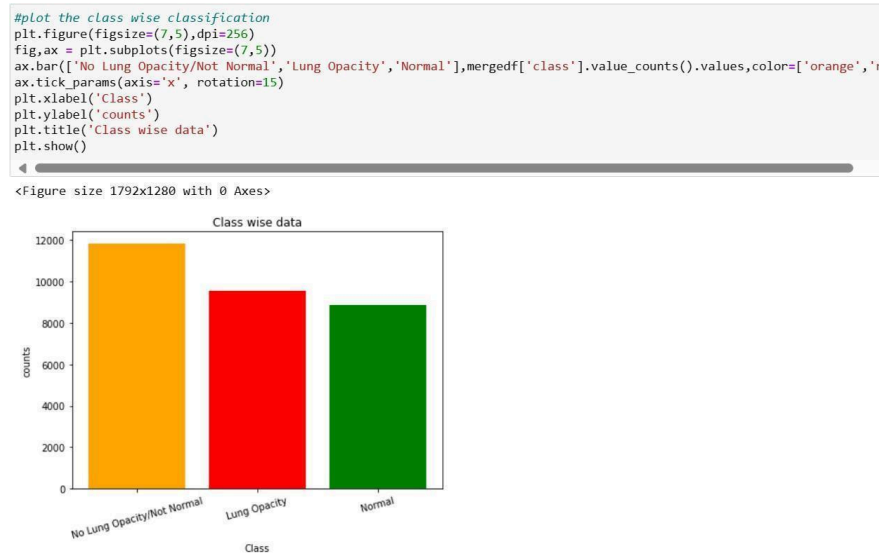 #plot the class wise classification
plt.figure(figsize=(7,5),dpi=256)
fig,ax = plt.subplots(figsize=(7,5))
ax.bar(['No Lung Opacity/Not Normal','Lung Opacity','Normal'],mergedf['class'].value_counts().values,color=['orange','
ax.tick_params(axis='x', rotation=15)
plt.xlabel('Class')
plt.ylabel('counts')
plt.title('Class wise data')
plt.show()
<Figure size 1792x1280 with 0 Axes>
Class wise data
12000
10000
8000
6000
4000
2000
0
counts
No Lung Opacity/Not Normal
Lung Opacity
Normal
Class